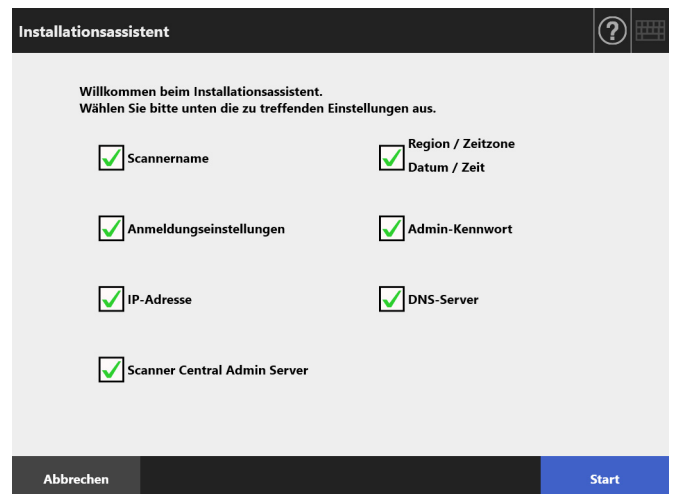 Installationsassistent
?
Willkommen beim Installationsassistent.
Wählen Sie bitte unten die zu treffenden Einstellungen aus.
Scannername
Region / Zeitzone
Datum / Zeit
Anmeldungseinstellungen
Admin-Kennwort
IP-Adresse
DNS-Server
Scanner Central Admin Server
Abbrechen
Start